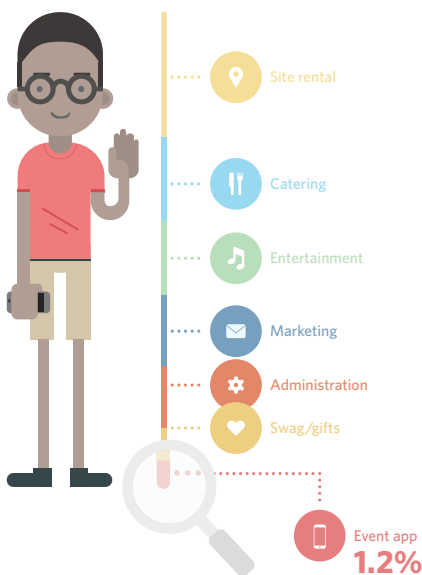 Site rental
Catering
Entertainment
Marketing
Administration
Swag/gifts
Event app
1.2%